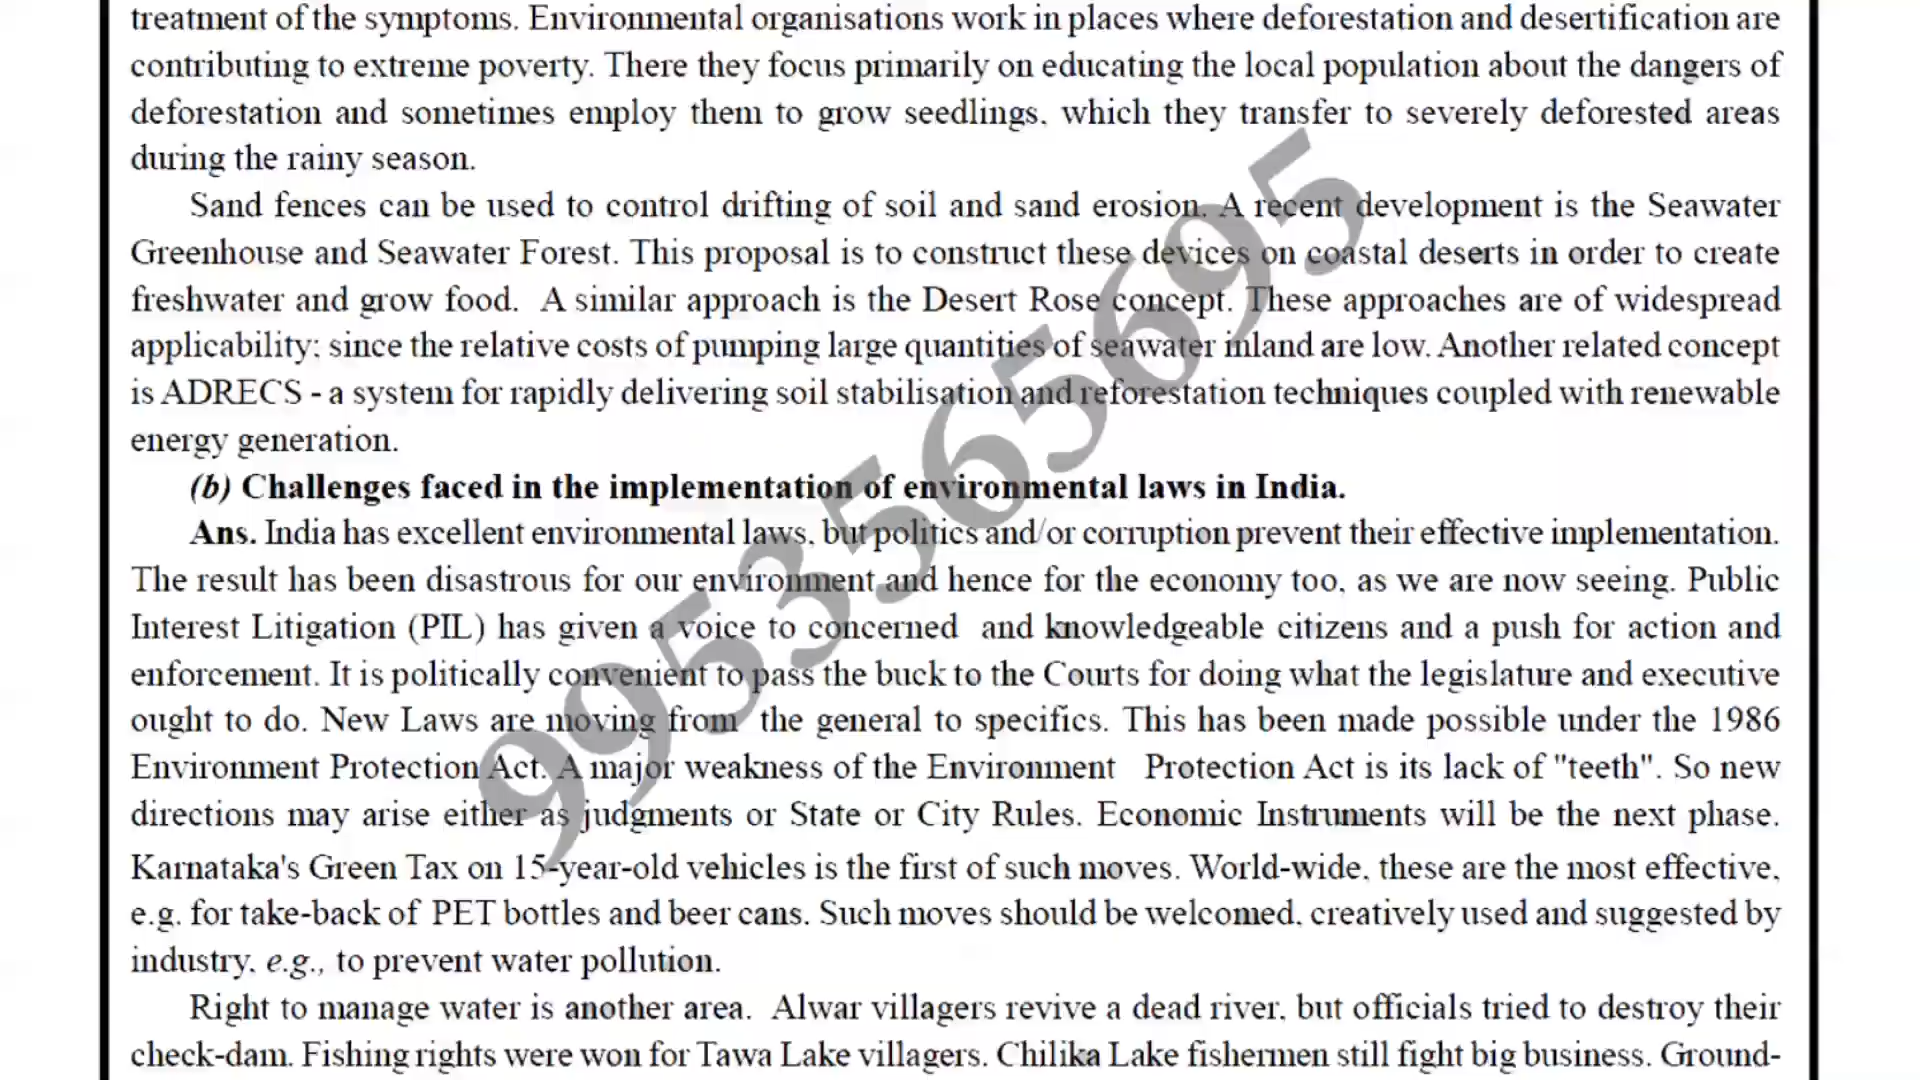 treatment of the symptoms. Environmental organisations work in places where deforestation and desertification are
contributing to extreme poverty. There they focus primarily on educating the local population about the dangers of
deforestation and sometimes employ them to grow seedlings, which they transfer to severely deforested areas
during the rainy season.
Sand fences can be used to control drifting of soil and sand erosion. A recent development is the Seawater
Greenhouse and Seawater Forest. This proposal is to construct these devices on coastal deserts in order to create
freshwater and grow food. A similar approach is the Desert Rose concept. These approaches are of widespread
applicability; since the relative costs of pumping large quantities of seawater inland are low. Another related concept
is ADRECS - a system for rapidly delivering soil stabilisation and reforestation techniques coupled with renewable
energy generation.
(b) Challenges faced in the implementation of environmental laws in India.
Ans. India has excellent environmental laws, but politics and/or corruption prevent their effective implementation.
The result has been disastrous for our environment and hence for the economy too, as we are now seeing. Public
Interest Litigation (PIL) has given a voice to concerned and knowledgeable citizens and a push for action and
enforcement. It is politically convenient to pass the buck to the Courts for doing what the legislature and executive
ought to do. New Laws are moving from the general to specifics. This has been made possible under the 1986
Environment Protection Act. A major weakness of the Environment Protection Act is its lack of "teeth". So new
directions may arise either as judgments or State or City Rules. Economic Instruments will be the next phase.
Karnataka's Green Tax on 15-year-old vehicles is the first of such moves. World-wide, these are the most effective,
e.g. for take-back of PET bottles and beer cans. Such moves should be welcomed, creatively used and suggested by
industry, e.g., to prevent water pollution.
Right to manage water is another area. Alwar villagers revive a dead river, but officials tried to destroy their
check-dam. Fishing rights were won for Tawa Lake villagers. Chilika Lake fishermen still fight big business. Ground-
9953565695